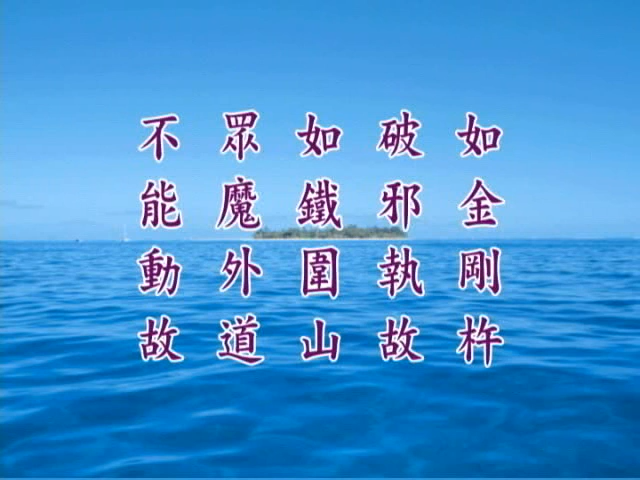 如金剛杵
破邪執故
如鐵圍山
眾魔外道
不能動故